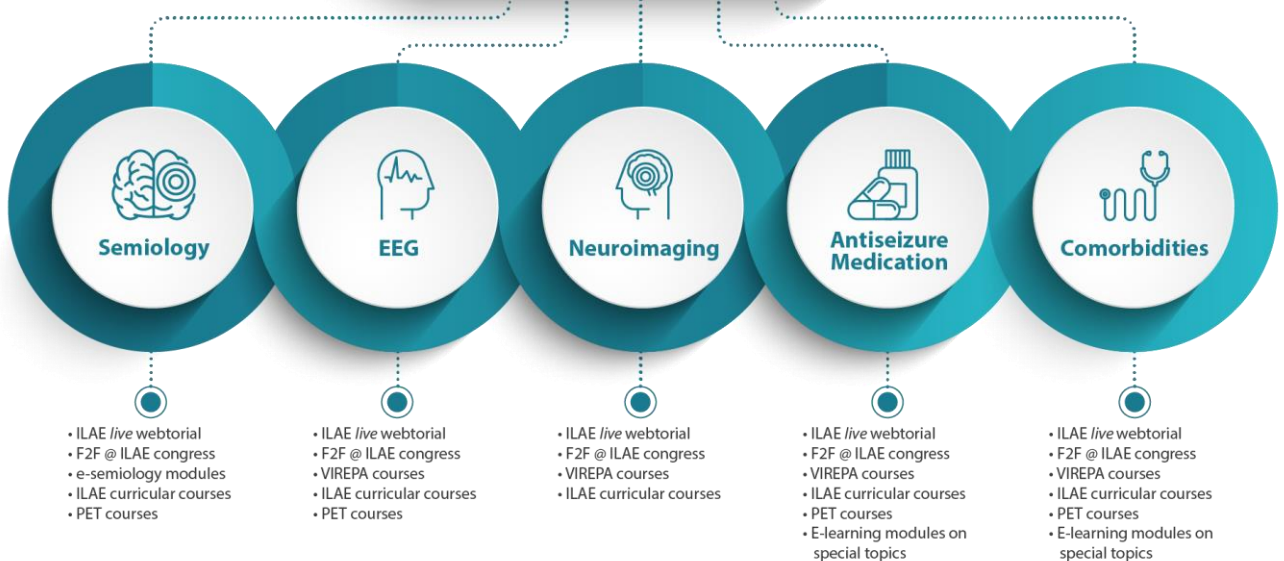 Semiology
EEG
Neuroimaging
Antiseizure
Medication
Comorbidities
• ILAE live webtorial
• F2F @ ILAE congress
• e-semiology modules
• ILAE curricular courses
• PET courses
• ILAE live webtorial
• F2F @ ILAE congress
• VIREPA courses
• ILAE curricular courses
• PET courses
• ILAE live webtorial
• F2F @ ILAE congress
• VIREPA courses
• ILAE curricular courses
• ILAE live webtorial
• F2F @ ILAE congress
• VIREPA courses
• ILAE curricular courses
• PET courses
• E-learning modules on
special topics
• ILAE live webtorial
• F2F @ ILAE congress
• VIREPA courses
• ILAE curricular courses
• PET courses
• E-learning modules on
special topics